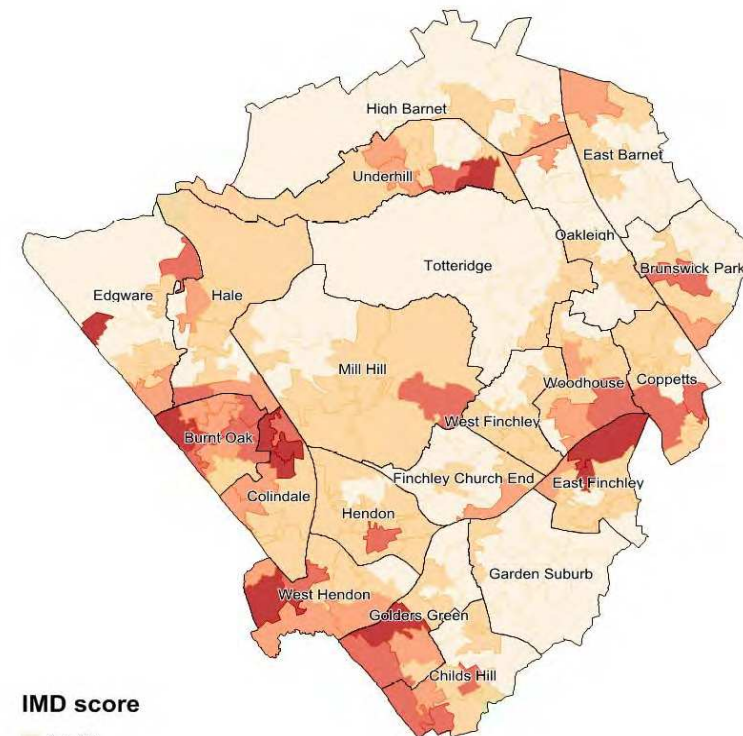 High Barnet
East Barnet
Underhill
Oakleigh
Totteridge
Brunswick Park
Edgware
Hale
Mill Hill
Woodhouse
Coppetts
West Finchley
Burnt Oak
Finchley Church End
East Finchley
Colindale
Hendon
Garden Suburb
West Hendon
Golders Green
Childs Hill
IMD score